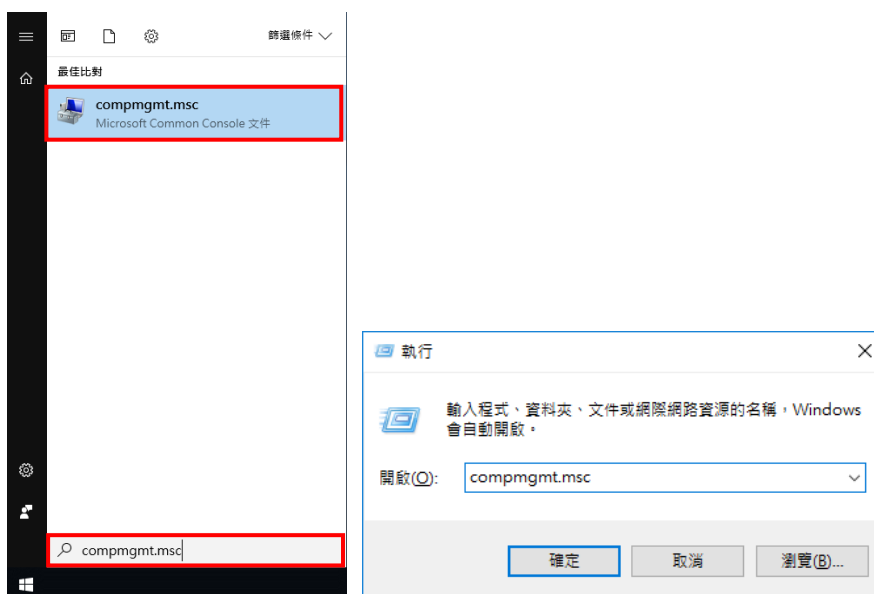 篩選條件
最佳比對
compmgmt.msc
Microsoft Common Console 文件
compmgmt.msc
執行
輸入程式、資料夾、文件或網際網路資源的名稱，Windows
會自動開啟。
開啟(O):
compmgmt.msc
確定
取消
瀏覽(B)...